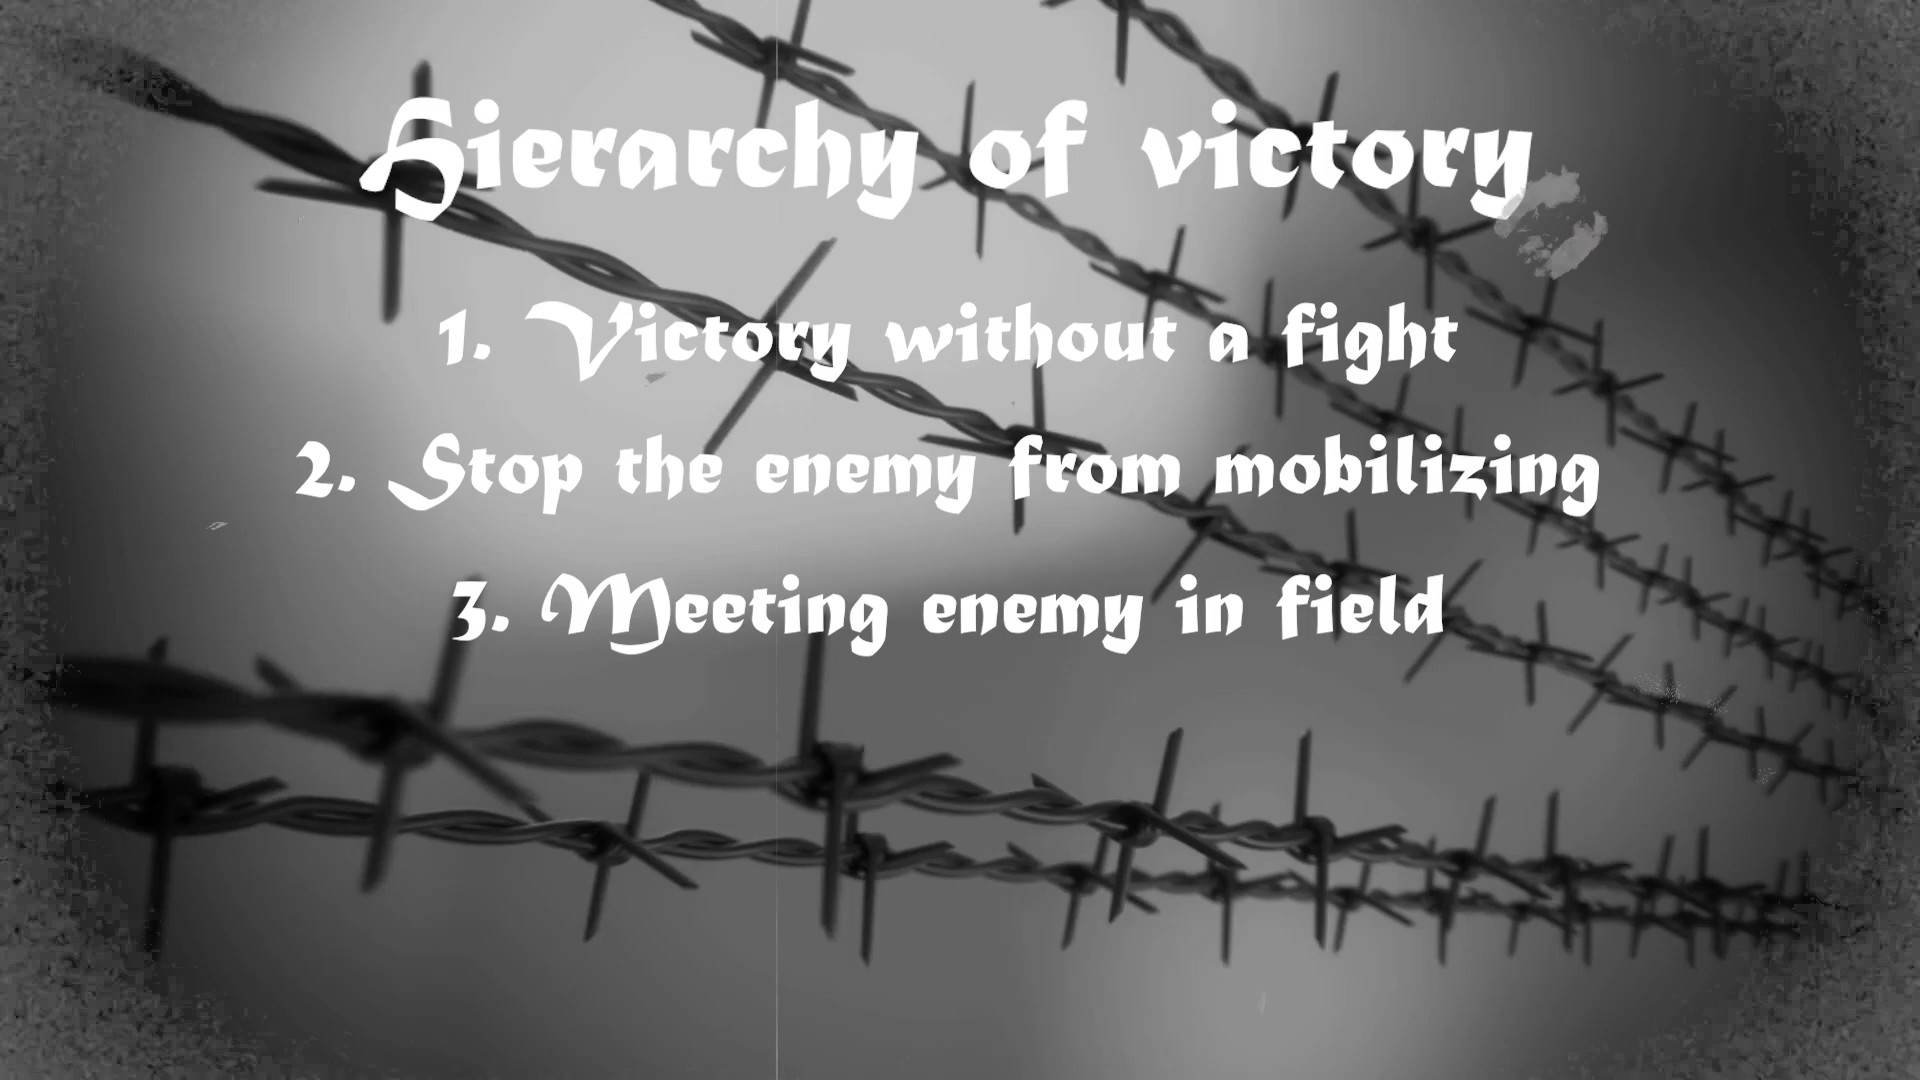 Hierarchy of victory
1. Victory without a fight
2. Stop the enemy from mobilizing
3. Meeting enemy in field